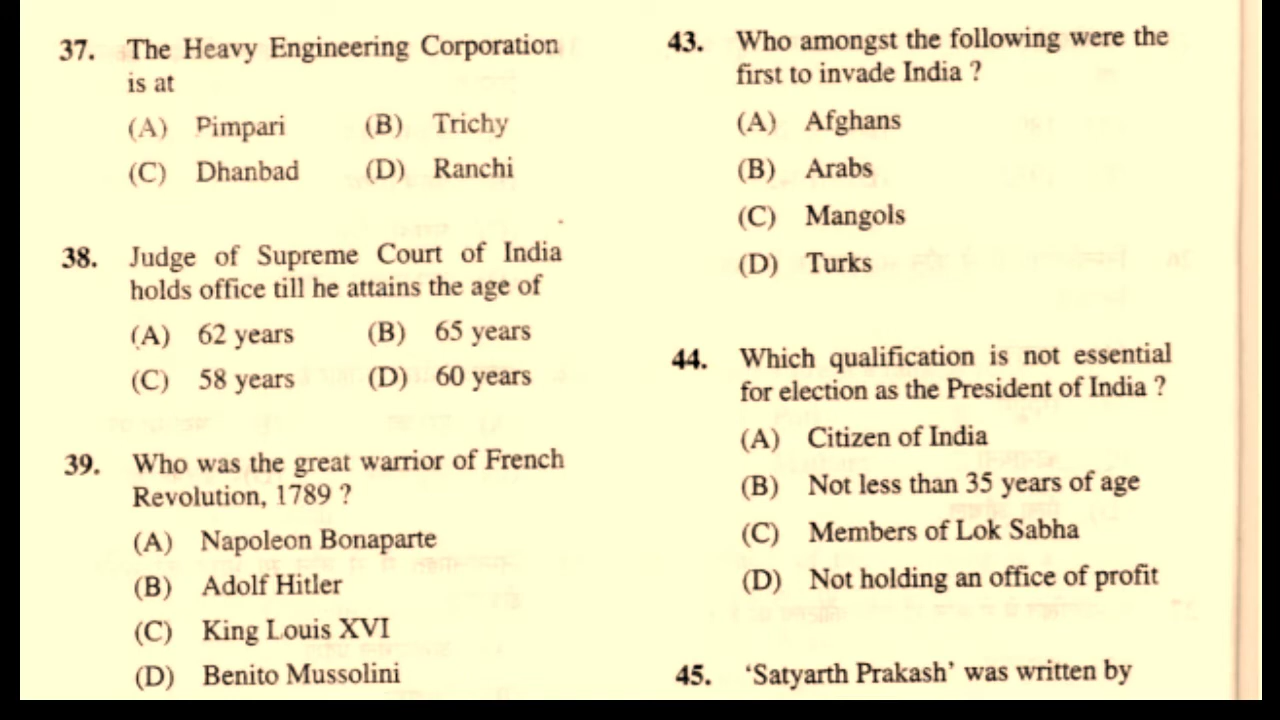 37. The Heavy Engineering Corporation
is at
(A) Pimpari (B) Trichy
(C) Dhanbad (D) Ranchi
38. Judge of Supreme Court of India
holds office till he attains the age of
(A) 62 years (B) 65 years
(C) 58 years (D) 60 years
39. Who was the great warrior of French
Revolution, 1789 ?
(A) Napoleon Bonaparte
(B) Adolf Hitler
(C) King Louis XVI
(D) Benito Mussolini
43. Who amongst the following were the
first to invade India ?
(A) Afghans
(B) Arabs
(C) Mangols
(D) Turks
44. Which qualification is not essential
for election as the President of India ?
(A) Citizen of India
(B) Not less than 35 years of age
(C) Members of Lok Sabha
(D) Not holding an office of profit
45. 'Satyarth Prakash' was written by